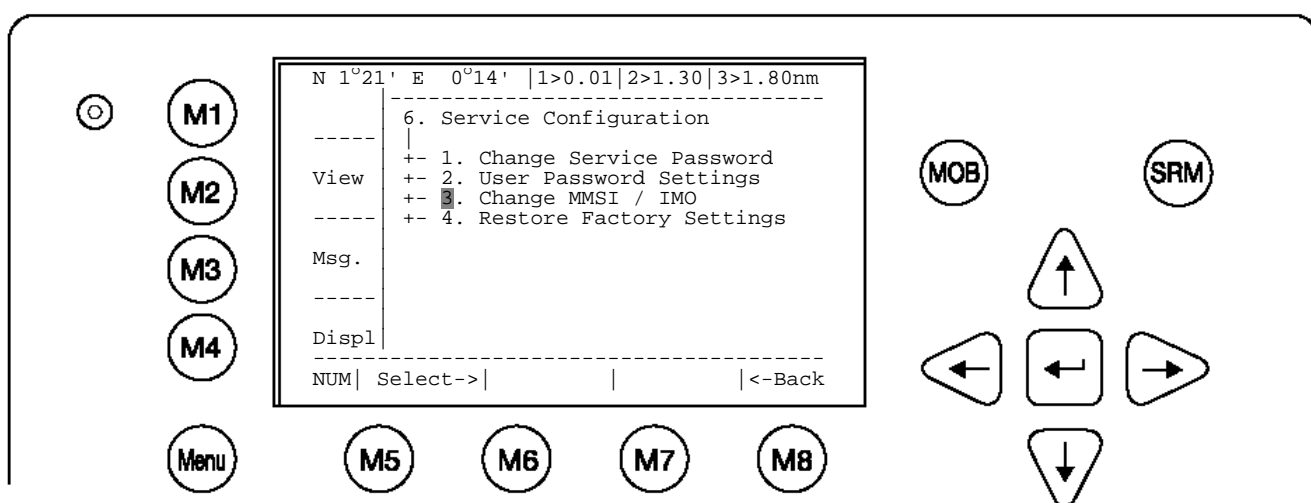 N 1°21' E 0°14' |1>0.01|2>1.30|3>1.80nm
M1
6. Service Configuration
+- 1. Change Service Password
View
+- 2. User Password Settings
M2
MOB
SRM
+- 3. Change MMSI / IMO
+- 4. Restore Factory Settings
Msg.
M3
Displ
M4
NUM| Select->| | |<-Back
Menu
M5
M6
M7
M8